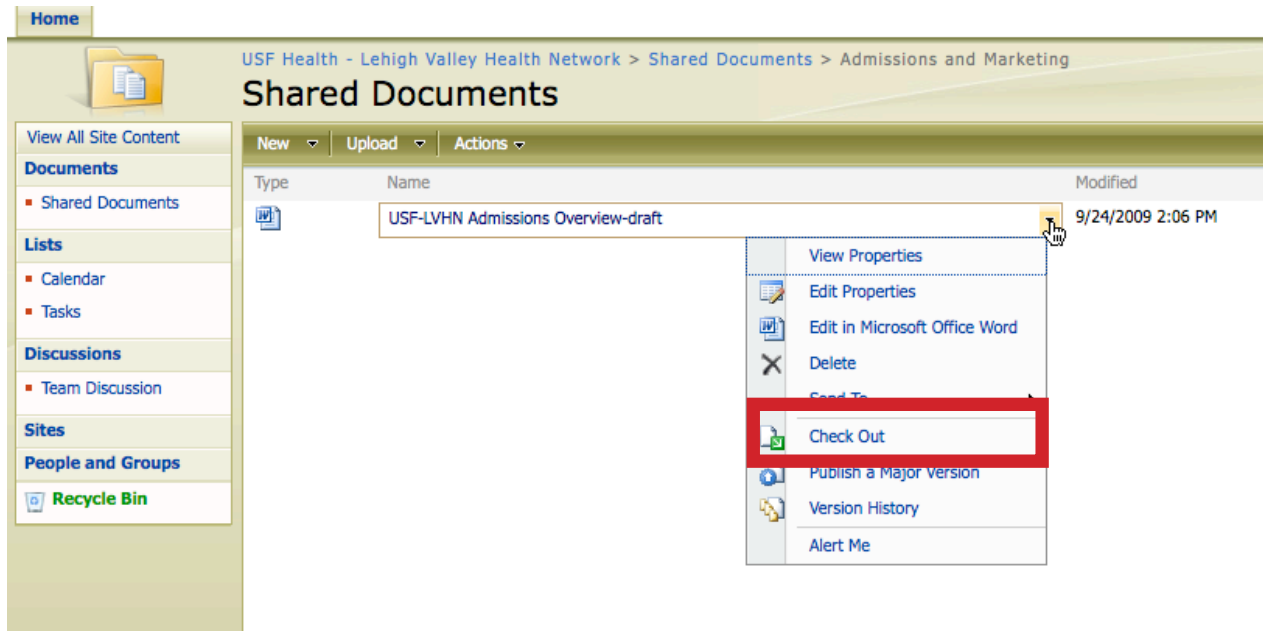 Home
USF Health - Lehigh Valley Health Network > Shared Documents > Admissions and Marketing
Shared Documents
View All Site Content
Documents
Shared Documents
Lists
Calendar
Tasks
Discussions
Team Discussion
Sites
People and Groups
Recycle Bin
New Upload Actions
Type Name Modified
USF-LVHN Admissions Overview-draft 9/24/2009 2:06 PM
View Properties
Edit Properties
Edit in Microsoft Office Word
Delete
Send To
Check Out
Publish a Major Version
Version History
Alert Me